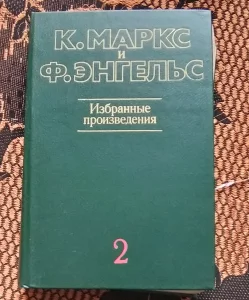 К. МАРКС
и
Ф. ЭНГЕЛЬС
Избранные
произведения
2